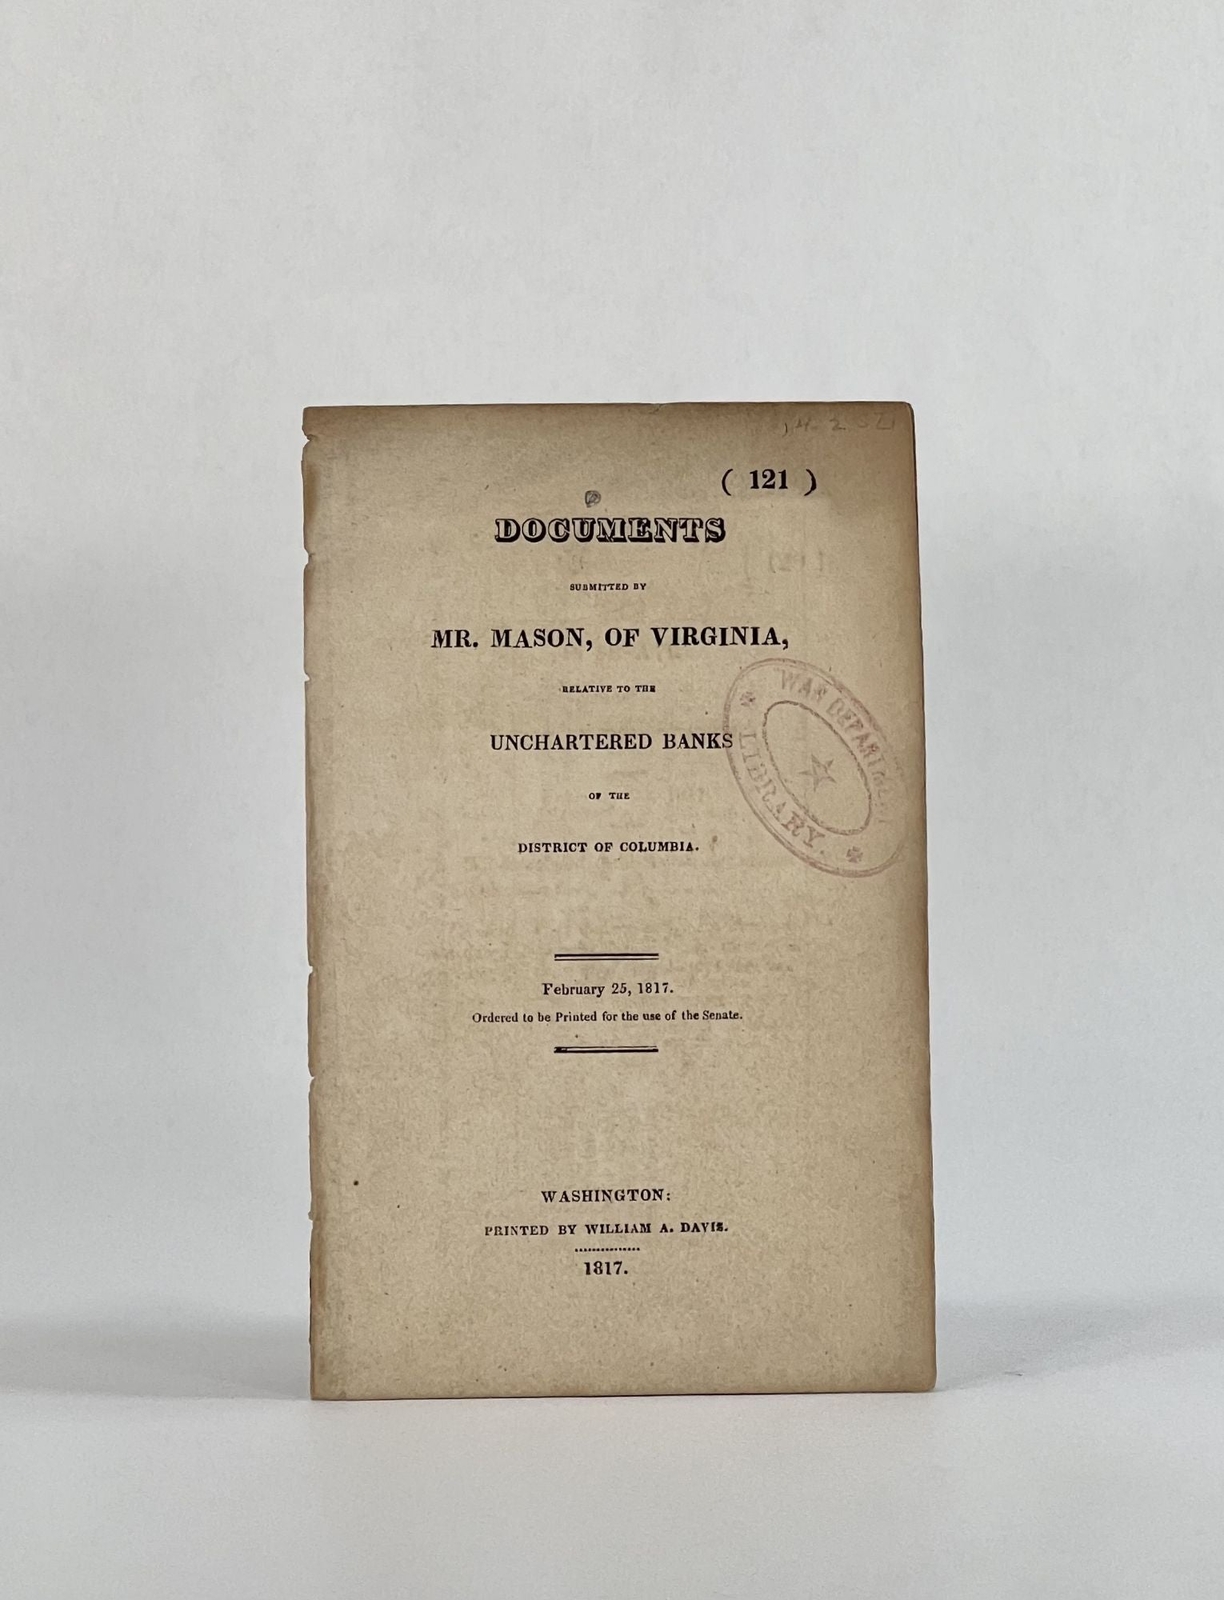 ( 121 )
DOCUMENTS
SUBMITTED BY
MR. MASON, OF VIRGINIA,
RELATIVE TO THE
UNCHARTERED BANKS
OF THE
DISTRICT OF COLUMBIA.
WAR DEPARTMENT
LIBRARY.
February 25, 1817.
Ordered to be Printed for the use of the Senate.
WASHINGTON:
PRINTED BY WILLIAM A. DAVIS.
1817.